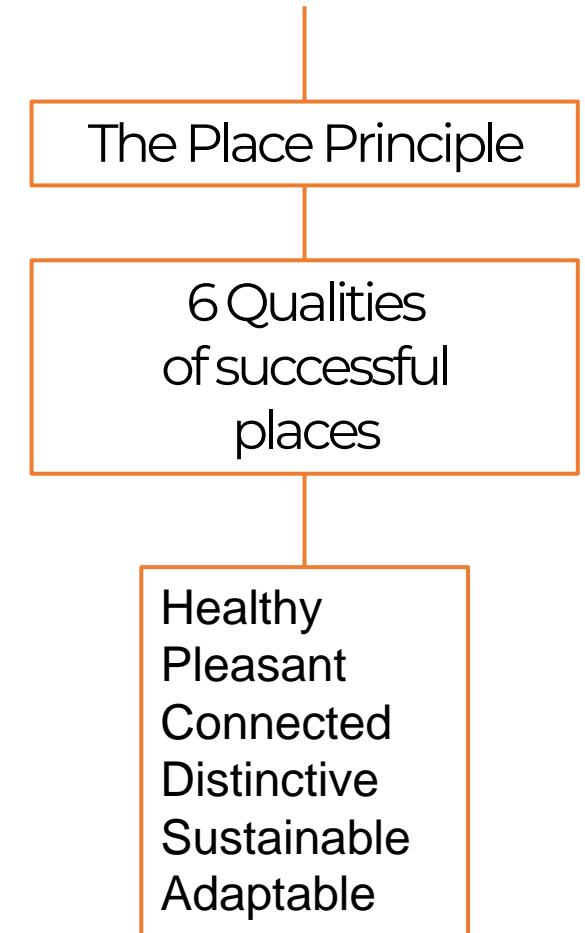 The Place Principle
6 Qualities
of successful
places
Healthy
Pleasant
Connected
Distinctive
Sustainable
Adaptable